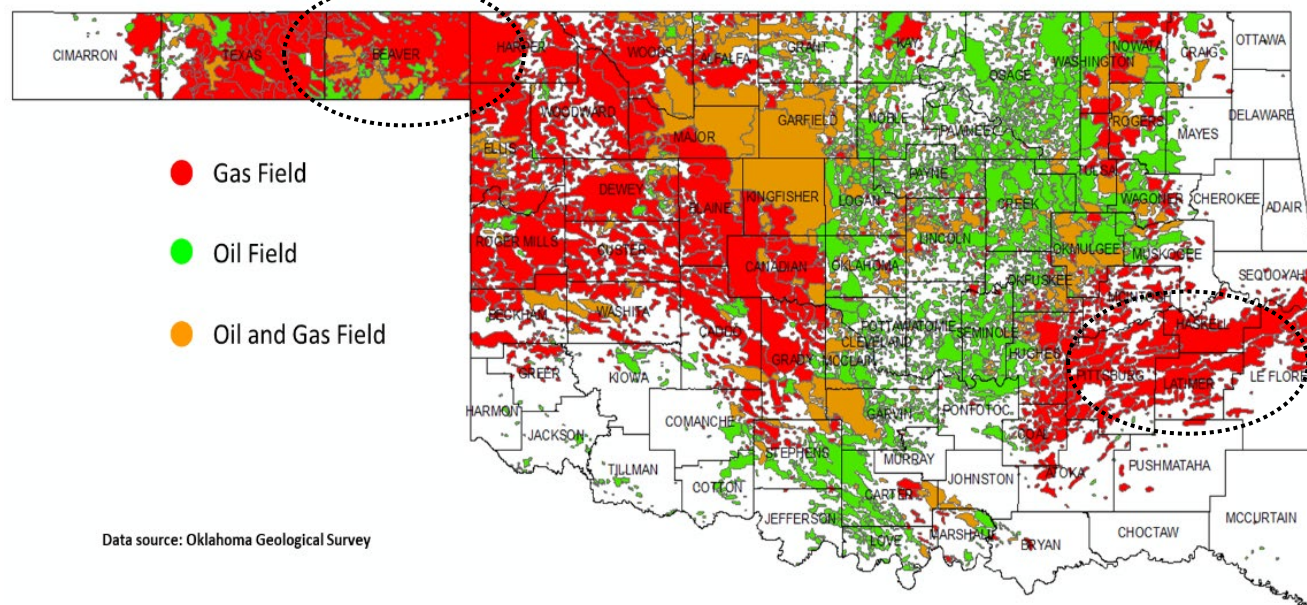 CIMARRON
TEXAS
BEAVER
HARPER
WOODS
ALFALFA
GRANT
KAY
OSAGE
WASHINGTON
NOWATA
CRAIG
OTTAWA
DELAWARE
WOODWARD
MAJOR
GARFIELD
NOBLE
PAWNEE
ROGERS
MAYES
ELLIS
Gas Field
DEWEY
BLAINE
KINGFISHER
LOGAN
PAYNE
CREEK
TULSA
WAGONER
CHEROKEE
ADAIR
Oil Field
ROGER MILLS
CUSTER
CANADIAN
OKLAHOMA
LINCOLN
OKFUSKEE
OKMULGEE
MUSKOGEE
SEQUOYAH
Oil and Gas Field
BECKHAM
WASHITA
CADDO
GRADY
MCCLAIN
CLEVELAND
POTTAWATOMIE
SEMINOLE
HUGHES
MCINTOSH
HASKELL
PITTSBURG
LATIMER
LE FLORE
GREER
KIOWA
HARMON
JACKSON
COMANCHE
GARVIN
PONTOTOC
COAL
TILLMAN
COTTON
STEPHENS
MURRAY
JOHNSTON
ATOKA
PUSHMATAHA
JEFFERSON
CARTER
LOVE
MARSHALL
BRYAN
CHOCTAW
MCCURTAIN
Data source: Oklahoma Geological Survey